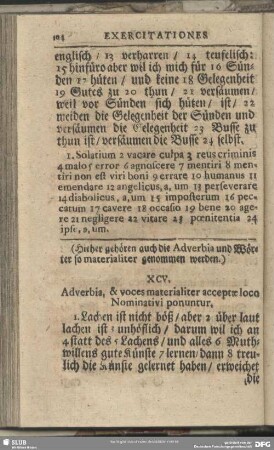 104 EXERCITATIONES
englisch / 13 verharren / 14 teufelisch:
15 hinfüro aber wil ich mich für 16 Sün-
den 17 hüten / und keine 18 Gelegenheit
19 Gutes zu 20 thun / 21 versäumen/
weil vor Sünden sich hüten / ist / 22
meiden die Gelegenheit der Sünden und
versäumen die Gelegenheit 23 Busse zu
thun ist / versäumen die Busse 24 selbst.
1. Solatium 2 vacare culpa 3 reus criminis
4 malo 5 error 6 agnoscere 7 mentiri 8 men-
tiri non est viri boni 9 errare 10 humanus 11
emendare 12 angelicus, a, um 13 perseverare
14 diabolicus, a, um 15 imposterum 16 pec-
catum 17 cavere 18 occasio 19 bene 20 age-
re 21 negligere 22 vitare 23 pœnitentia 24
ipse, a, um.
(Hieher gehören auch die Adverbia und Wör-
ter so materialiter genommen werden.)
XCV.
Adverbia, & voces materialiter acceptæ loco
Nominativi ponuntur.
1. Lachen ist nicht böß / aber 2 über laut
lachen ist 3 unhöflich / darum wil ich an
4 statt des 5 Lachens / und alles 6 Muth-
willens gute Künste 7 lernen / dann 8 treu-
lich die Künste gelernet haben / erweichet
die
SLUB